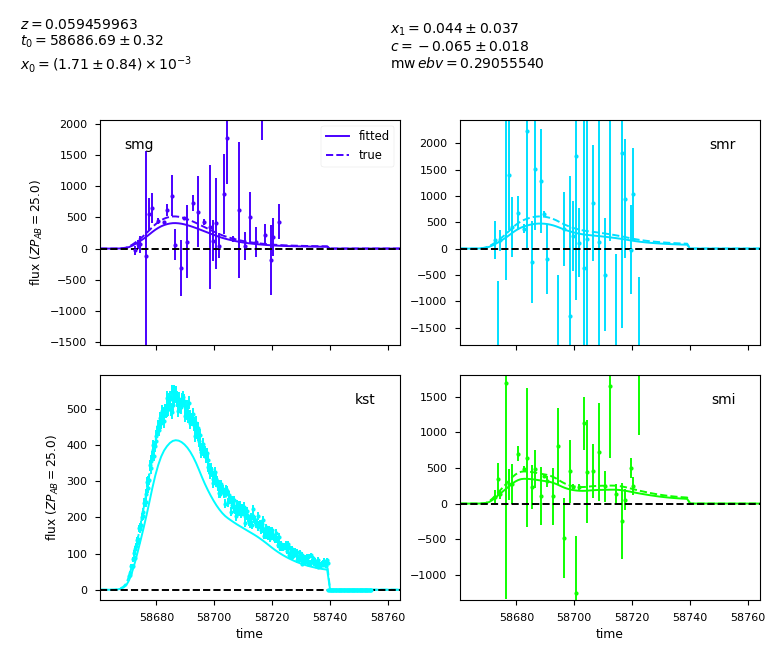 z = 0.059459963
t₀ = 58686.69 ± 0.32
x₀ = (1.71 ± 0.84) × 10⁻³
x₁ = 0.044 ± 0.037
c = −0.065 ± 0.018
mw ebv = 0.29055540
2000
1500
1000
500
0
−500
−1000
−1500
flux (ZP_AB = 25.0)
smg
fitted
true
2000
1500
1000
500
0
−500
−1000
−1500
smr
500
400
300
200
100
0
flux (ZP_AB = 25.0)
kst
58680 58700 58720 58740 58760
time
1500
1000
500
0
−500
−1000
smi
58680 58700 58720 58740 58760
time